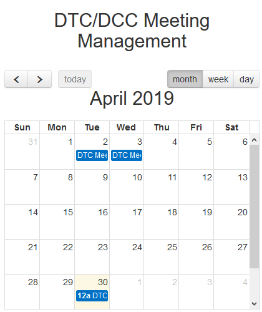 DTC/DCC Meeting
Management
today
month week day
April 2019
Sun Mon Tue Wed Thu Fri Sat
31 1 2 3 4 5 6
DTC Mee DTC Mee
7 8 9 10 11 12 13
14 15 16 17 18 19 20
21 22 23 24 25 26 27
28 29 30 1 2 3 4
12a DTC